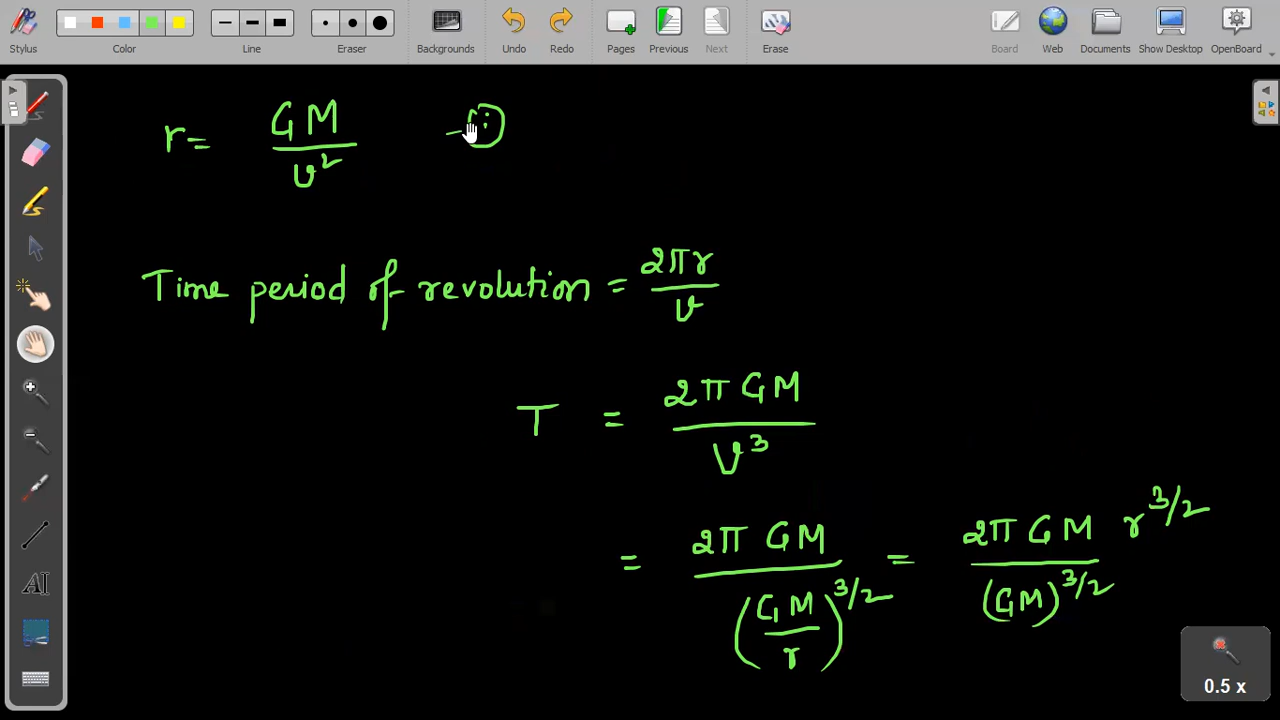 Stylus Color Line Eraser Backgrounds Undo Redo Pages Previous Next Erase Board Web Documents Show Desktop OpenBoard
r = GM / v² — (i)
Time period of revolution = 2πr / v
T = 2π GM / v³
= 2π GM / (GM / r)^3/2 = 2π GM r^3/2 / (GM)^3/2
AI
0.5 x